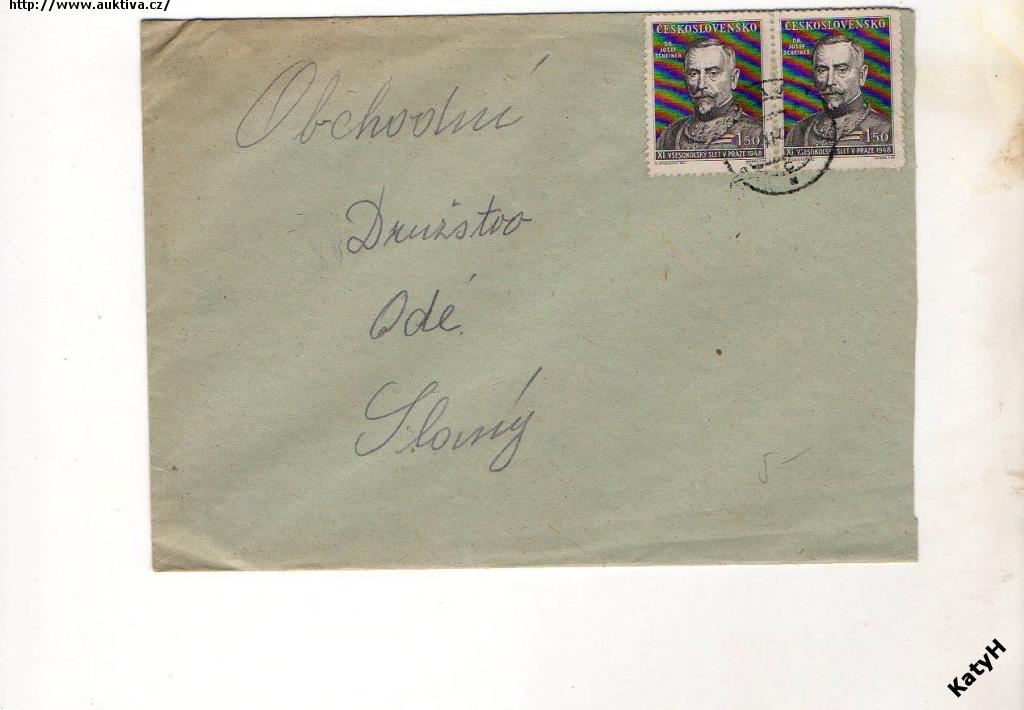 http://www.auktiva.cz/
ČESKOSLOVENSKO
DR.
JOSEF
SCHEINER
1.50
XI. VŠESOKOLSKÝ SLET V PRAZE 1948
ČESKOSLOVENSKO
DR.
JOSEF
SCHEINER
1.50
XI. VŠESOKOLSKÝ SLET V PRAZE 1948
Obchodní
Družstvo
Odé.
Slaný
5-
KatyH